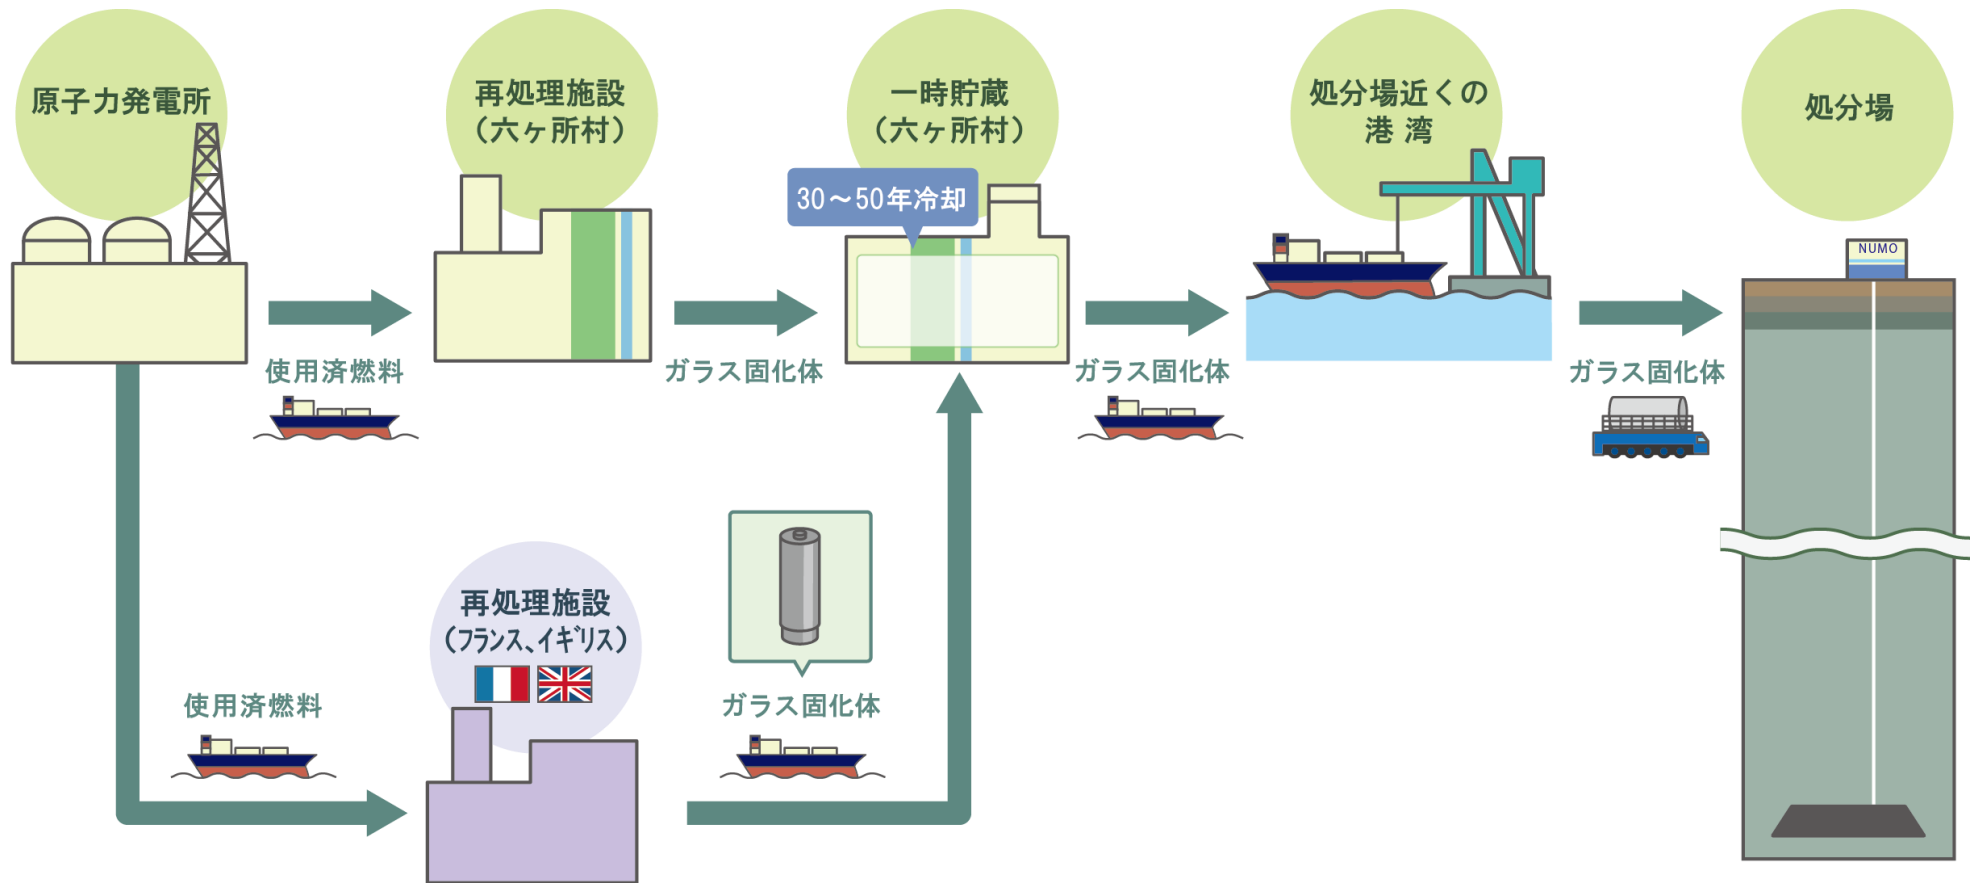 原子力発電所
再処理施設
(六ヶ所村)
一時貯蔵
(六ヶ所村)
30～50年冷却
処分場近くの
港 湾
処分場
NUMO
使用済燃料
ガラス固化体
ガラス固化体
ガラス固化体
再処理施設
(フランス、イギリス)
使用済燃料
ガラス固化体